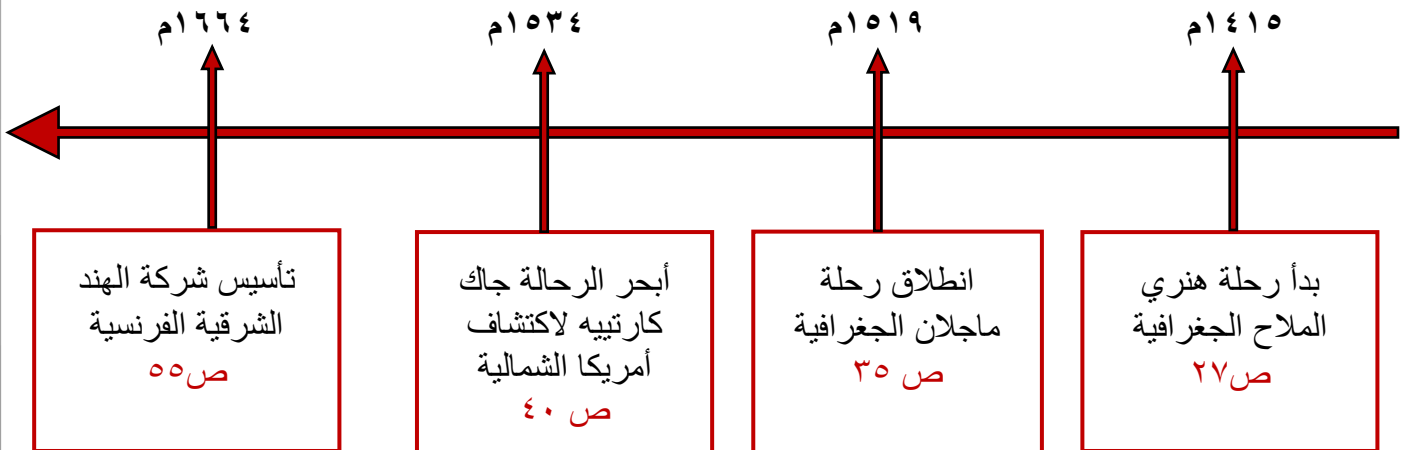 ١٤١٥م
١٥١٩م
١٥٣٤م
١٦٦٤م
بدأ رحلة هنري
الملاح الجغرافية
ص٢٧
انطلاق رحلة
ماجلان الجغرافية
ص ٣٥
أبحر الرحالة جاك
كارتييه لاكتشاف
أمريكا الشمالية
ص ٤٠
تأسيس شركة الهند
الشرقية الفرنسية
ص٥٥